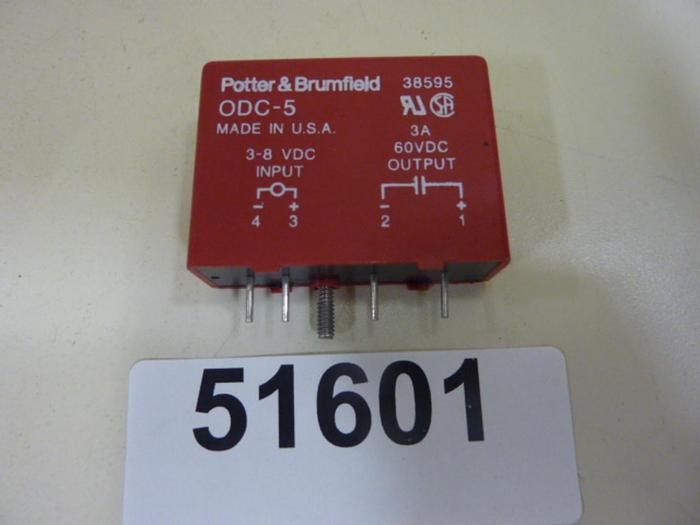 Potter & Brumfield 38595
ODC-5
MADE IN U.S.A.
3-8 VDC
INPUT
- +
4 3
3A
60VDC
OUTPUT
- +
2 1
51601